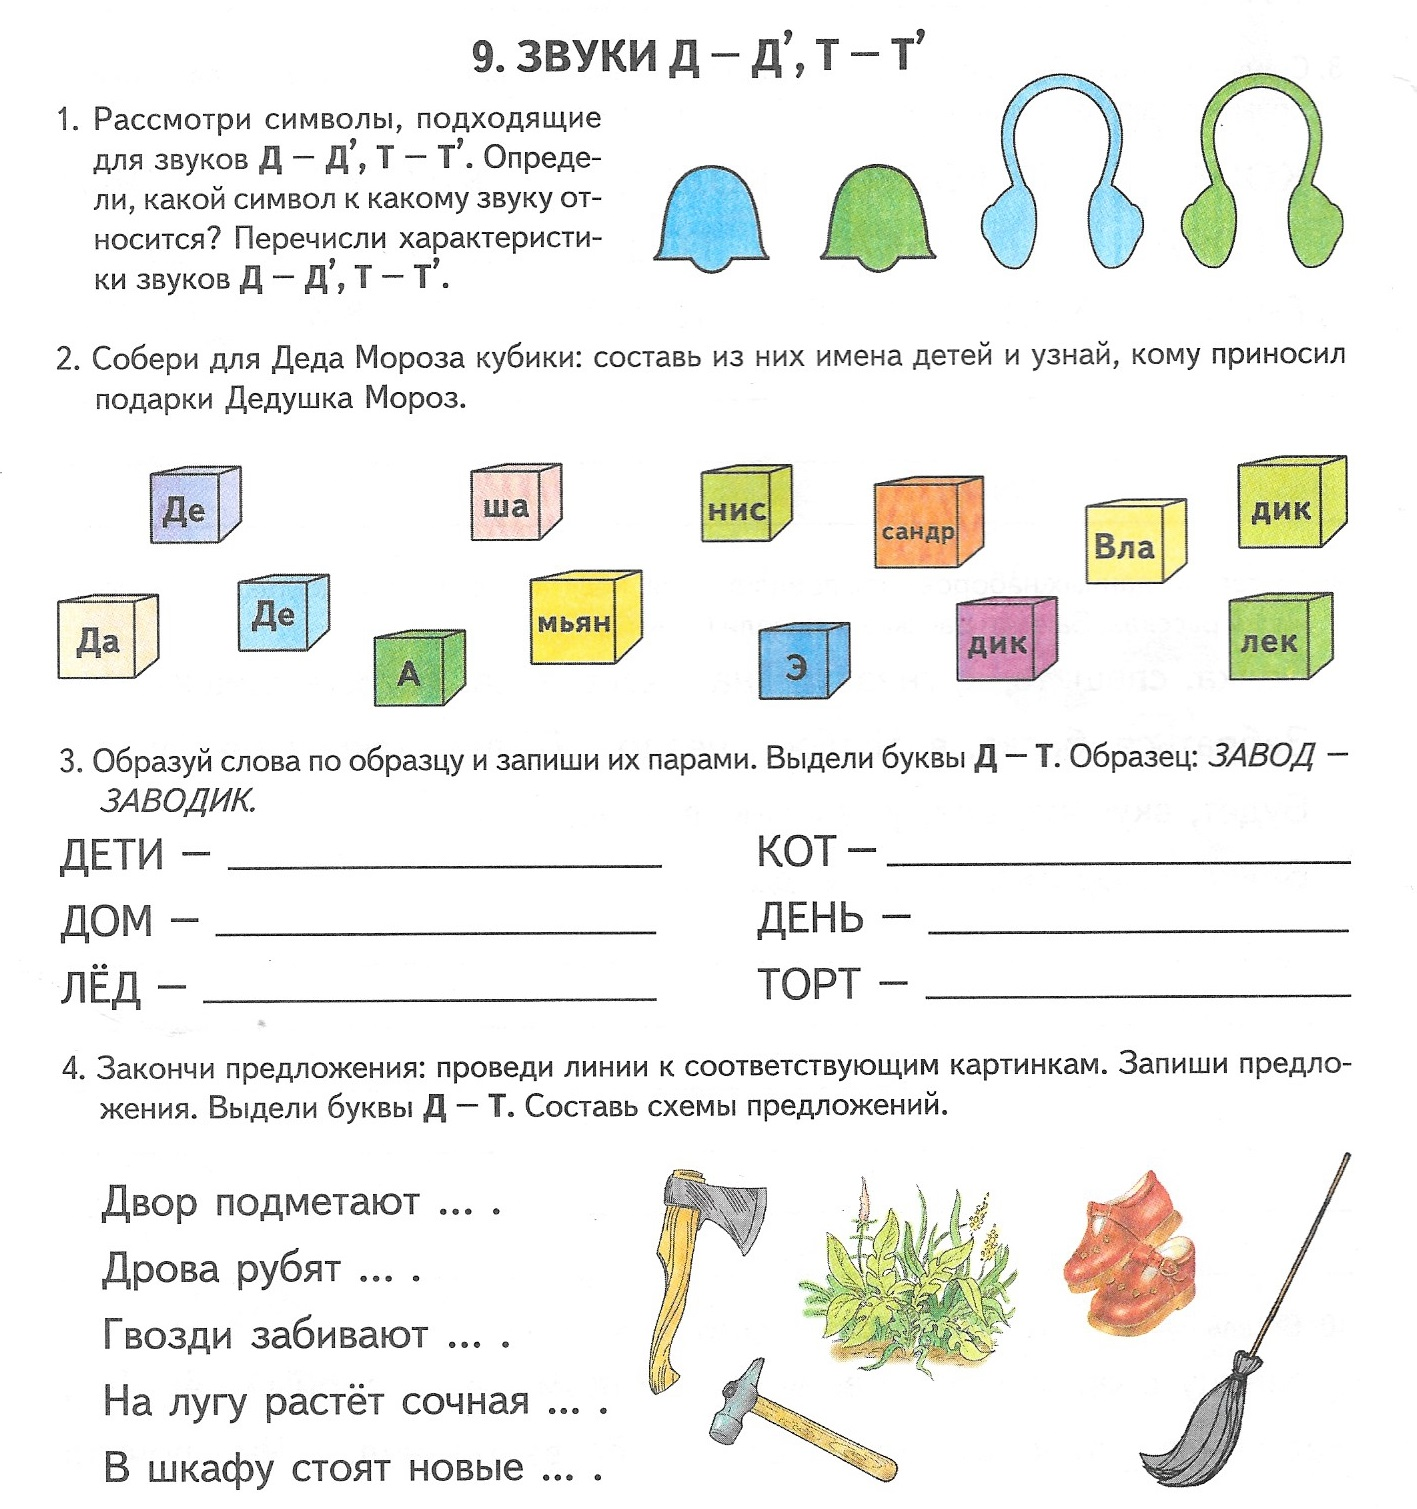 9. ЗВУКИ Д – Д’, Т – Т’
1. Рассмотри символы, подходящие
для звуков Д – Д’, Т – Т’. Опреде-
ли, какой символ к какому звуку от-
носится? Перечисли характеристи-
ки звуков Д – Д’, Т – Т’.
2. Собери для Деда Мороза кубики: составь из них имена детей и узнай, кому приносил
подарки Дедушка Мороз.
Де
ша
нис
сандр
Вла
дик
Да
Де
А
мьян
Э
дик
лек
3. Образуй слова по образцу и запиши их парами. Выдели буквы Д – Т. Образец: ЗАВОД –
ЗАВОДИК.
ДЕТИ –
КОТ –
ДОМ –
ДЕНЬ –
ЛЁД –
ТОРТ –
4. Закончи предложения: проведи линии к соответствующим картинкам. Запиши предло-
жения. Выдели буквы Д – Т. Составь схемы предложений.
Двор подметают ... .
Дрова рубят ... .
Гвозди забивают ... .
На лугу растёт сочная ... .
В шкафу стоят новые ... .